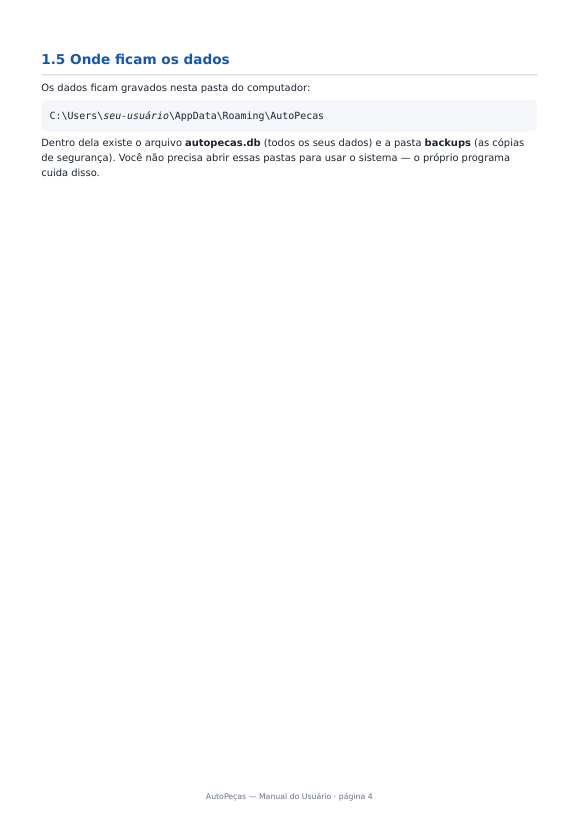 1.5 Onde ficam os dados
Os dados ficam gravados nesta pasta do computador:
C:\Users\seu-usuário\AppData\Roaming\AutoPecas
Dentro dela existe o arquivo autopecas.db (todos os seus dados) e a pasta backups (as cópias
de segurança). Você não precisa abrir essas pastas para usar o sistema — o próprio programa
cuida disso.
AutoPeças — Manual do Usuário · página 4